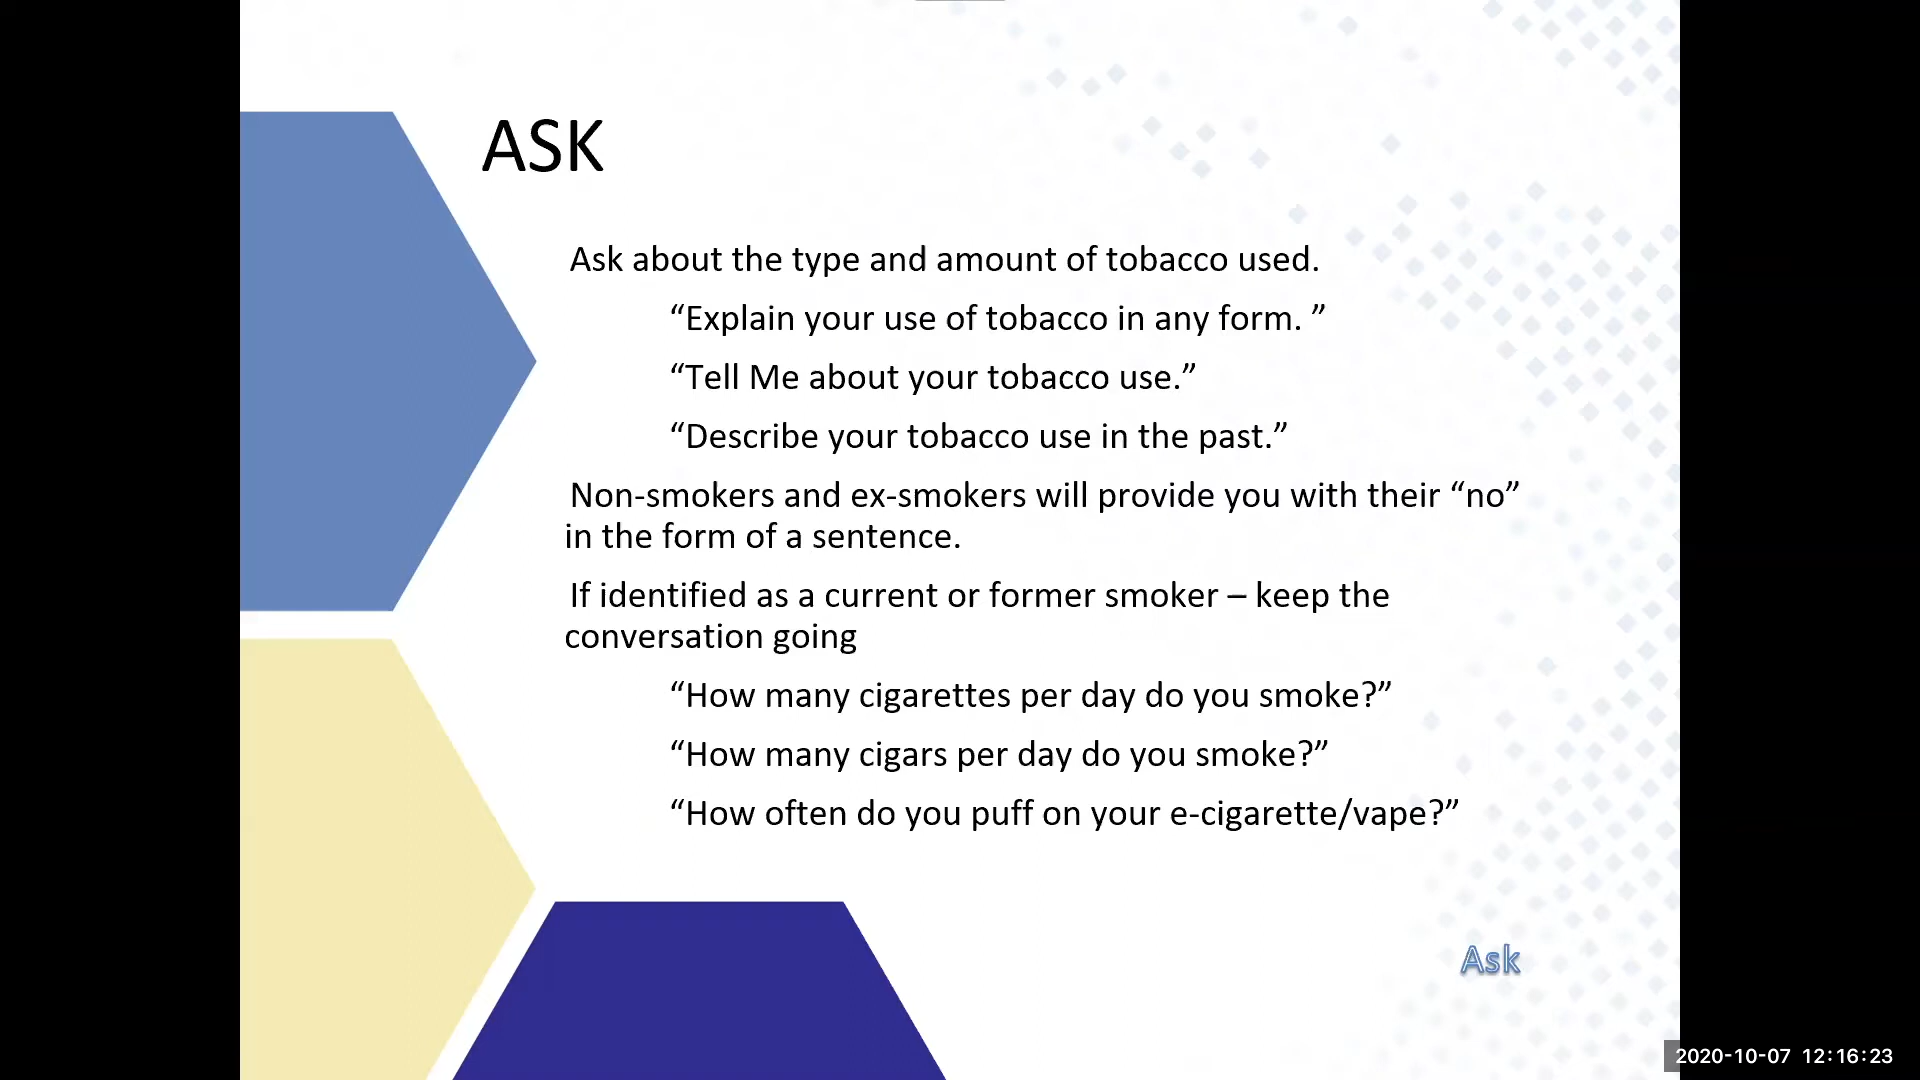 ASK
Ask about the type and amount of tobacco used.
“Explain your use of tobacco in any form. ”
“Tell Me about your tobacco use.”
“Describe your tobacco use in the past.”
Non-smokers and ex-smokers will provide you with their “no”
in the form of a sentence.
If identified as a current or former smoker – keep the
conversation going
“How many cigarettes per day do you smoke?”
“How many cigars per day do you smoke?”
“How often do you puff on your e-cigarette/vape?”
Ask
2020-10-07 12:16:23